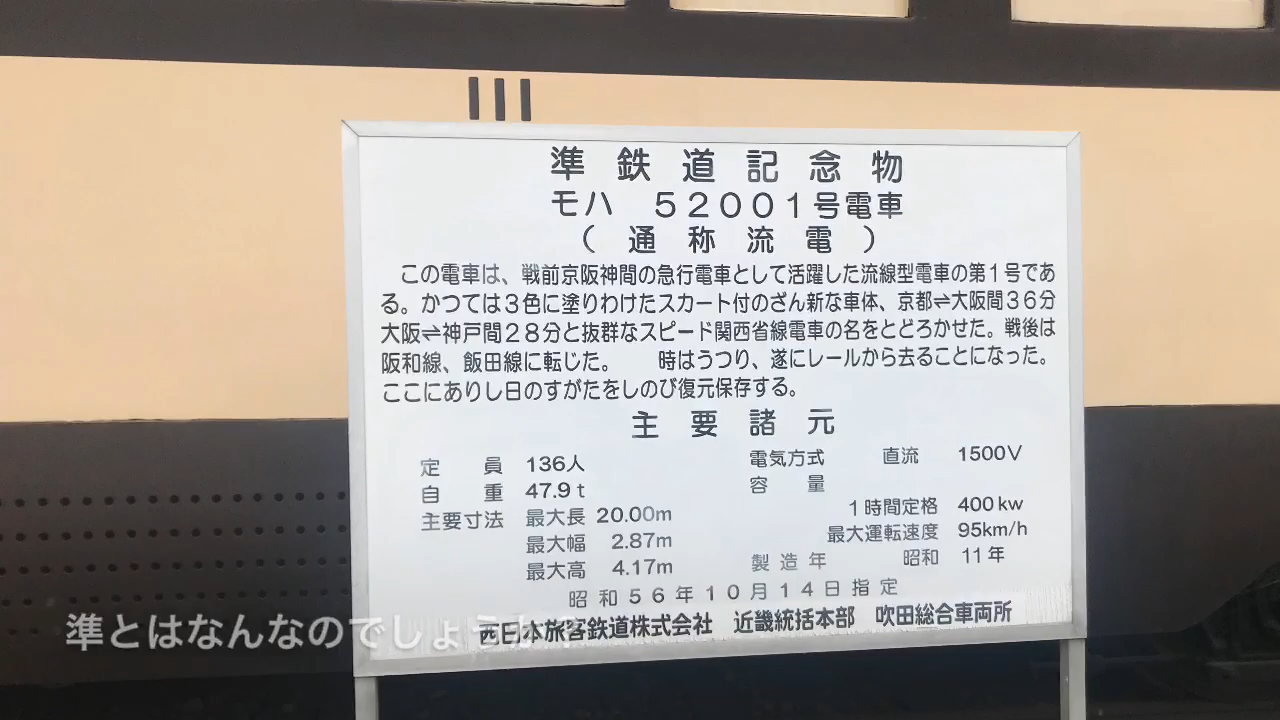 準鉄道記念物
モハ 52001号電車
（通称流電）
この電車は、戦前京阪神間の急行電車として活躍した流線型電車の第1号であ
る。かつては3色に塗りわけたスカート付のざん新な車体、京都⇌大阪間36分
大阪⇌神戸間28分と抜群なスピード関西省線電車の名をとどろかせた。戦後は
阪和線、飯田線に転じた。 時はうつり、遂にレールから去ることになった。
ここにありし日のすがたをしのび復元保存する。
主要諸元
定員 136人 電気方式 直流 1500V
自重 47.9t 容量
主要寸法 最大長 20.00m 1時間定格 400kw
最大幅 2.87m 最大運転速度 95km/h
最大高 4.17m 製造年 昭和 11年
昭和56年10月14日指定
西日本旅客鉄道株式会社 近畿統括本部 吹田総合車両所
準とはなんなのでしょうか？